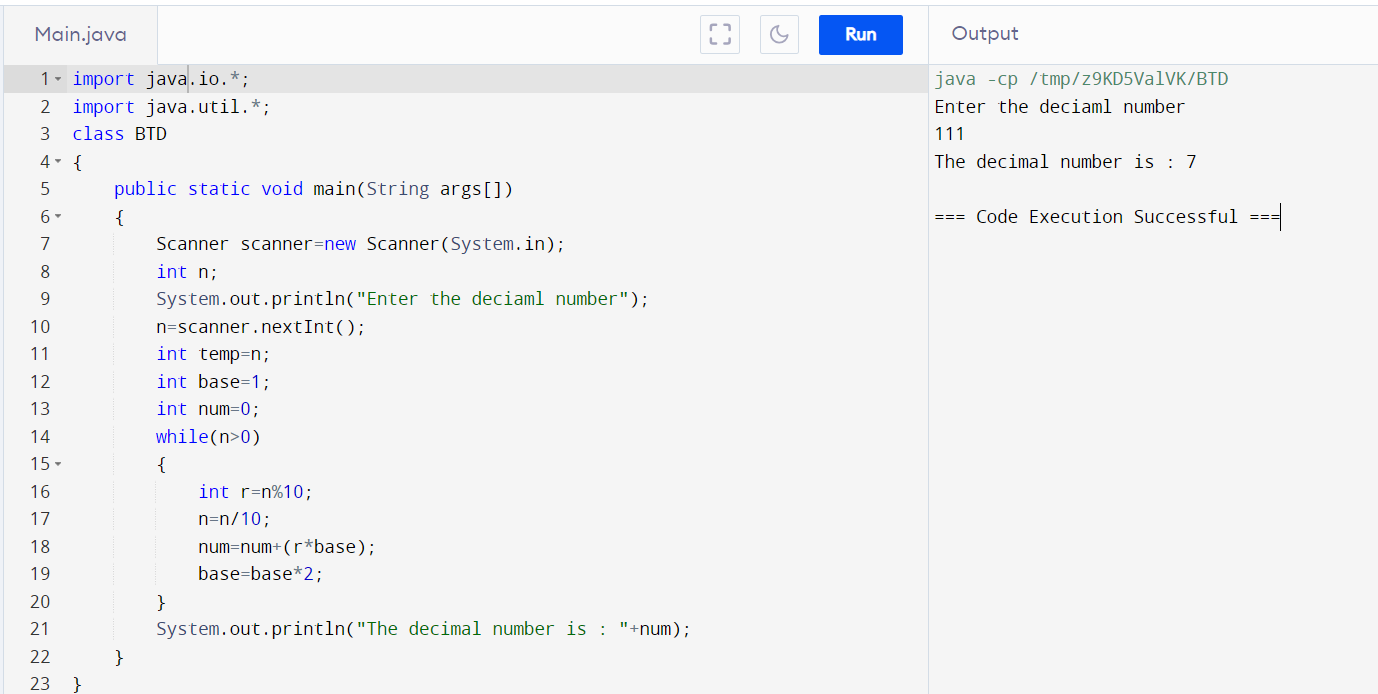 Main.java
Run
Output
1 import java.io.*;
2 import java.util.*;
3 class BTD
4 {
5     public static void main(String args[])
6     {
7         Scanner scanner=new Scanner(System.in);
8         int n;
9         System.out.println("Enter the deciaml number");
10         n=scanner.nextInt();
11         int temp=n;
12         int base=1;
13         int num=0;
14         while(n>0)
15         {
16             int r=n%10;
17             n=n/10;
18             num=num+(r*base);
19             base=base*2;
20         }
21         System.out.println("The decimal number is : "+num);
22     }
23 }
java -cp /tmp/z9KD5ValVK/BTD
Enter the deciaml number
111
The decimal number is : 7
=== Code Execution Successful ===